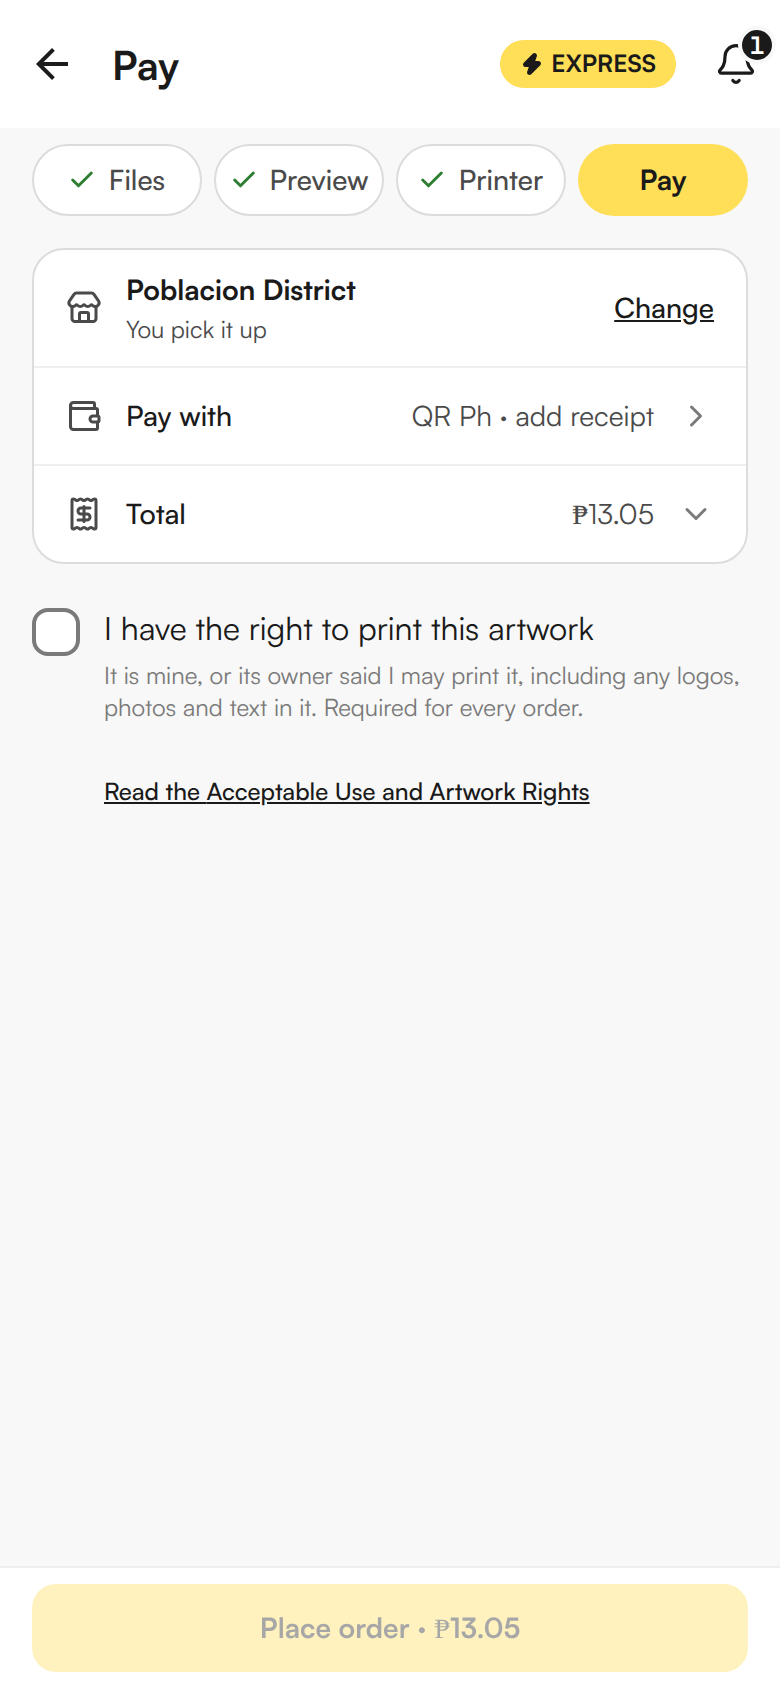 Pay
EXPRESS
1
Files
Preview
Printer
Pay
Poblacion District
You pick it up
Change
Pay with
QR Ph • add receipt
Total
₱13.05
I have the right to print this artwork
It is mine, or its owner said I may print it, including any logos,
photos and text in it. Required for every order.
Read the Acceptable Use and Artwork Rights
Place order • ₱13.05